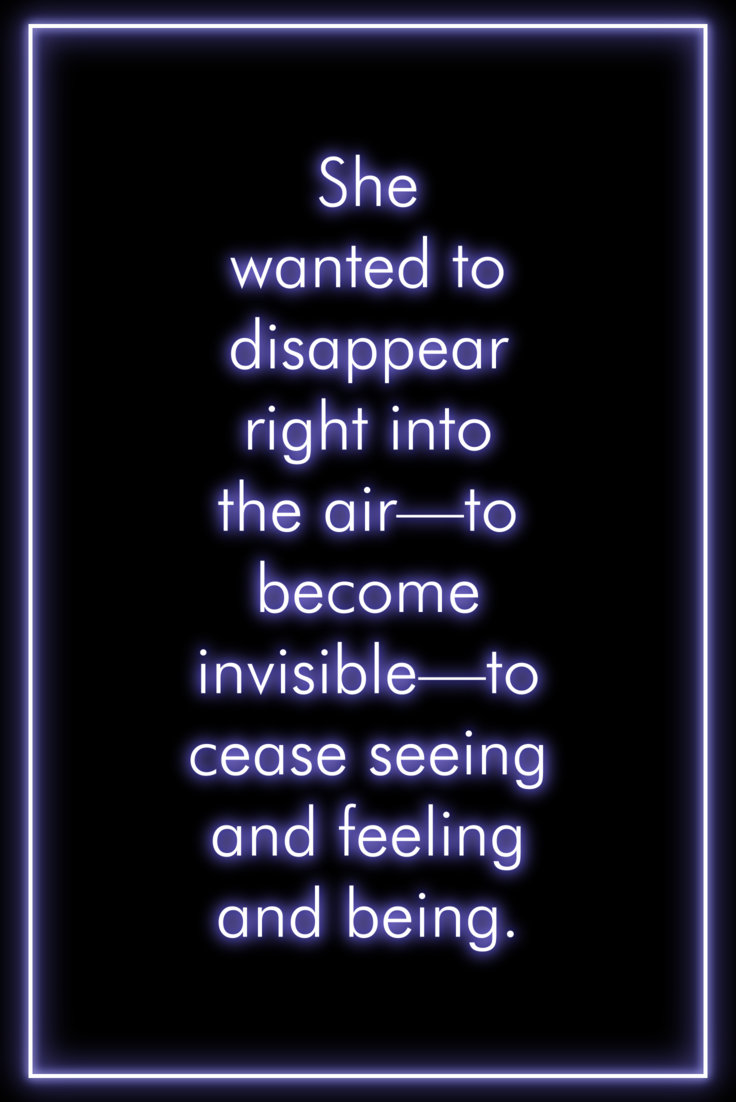 She
wanted to
disappear
right into
the air—to
become
invisible—to
cease seeing
and feeling
and being.